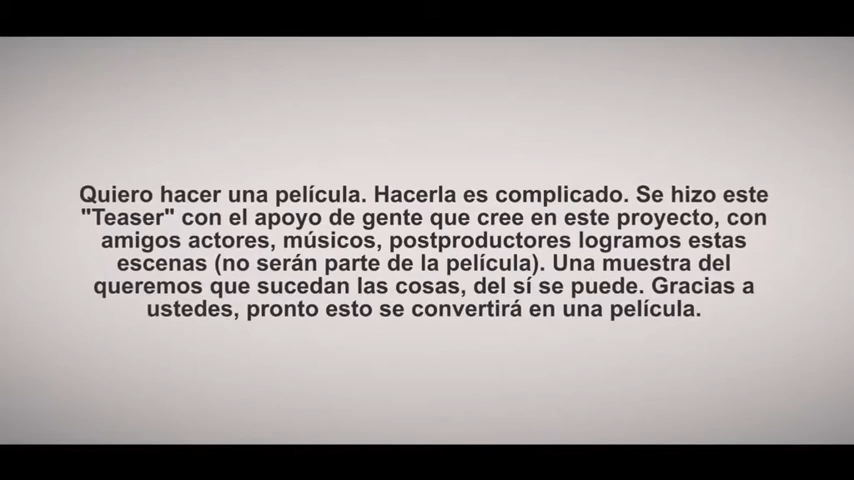 Quiero hacer una película. Hacerla es complicado. Se hizo este
"Teaser" con el apoyo de gente que cree en este proyecto, con
amigos actores, músicos, postproductores logramos estas
escenas (no serán parte de la película). Una muestra del
queremos que sucedan las cosas, del sí se puede. Gracias a
ustedes, pronto esto se convertirá en una película.